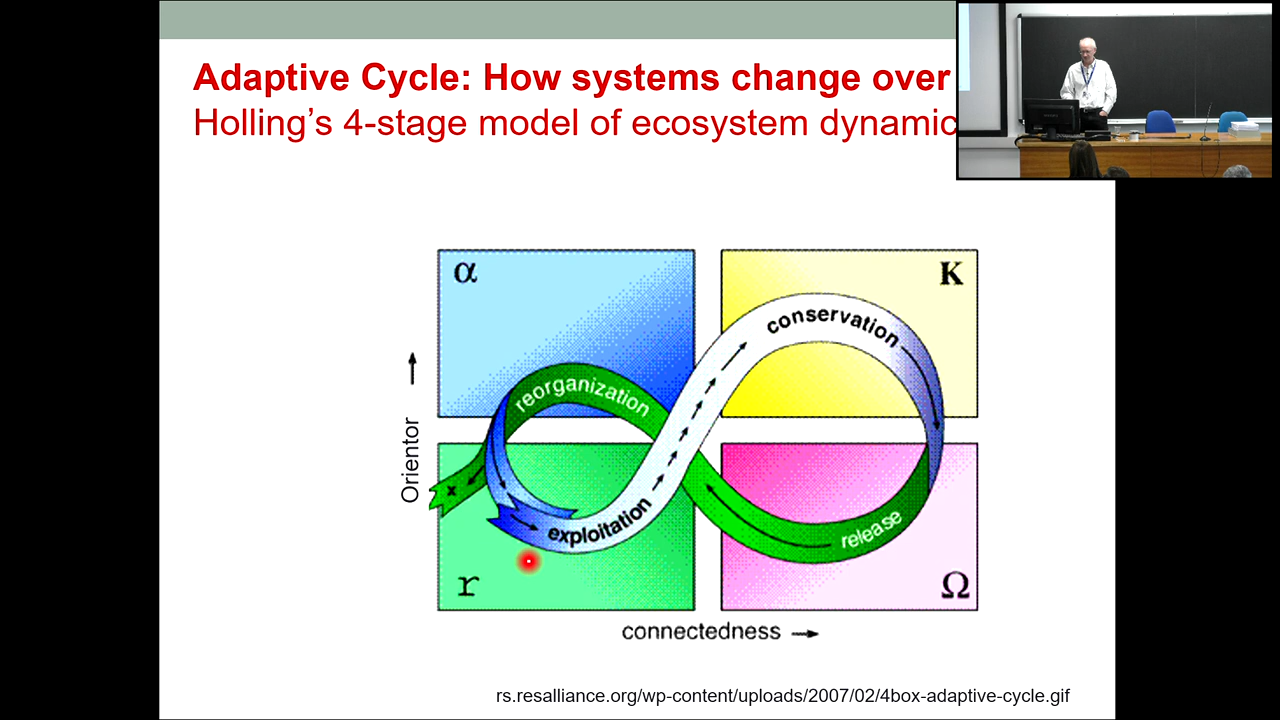 Adaptive Cycle: How systems change over
Holling's 4-stage model of ecosystem dynamic
α
K
conservation
reorganization
Orientor
x
exploitation
release
r
Ω
connectedness
rs.resalliance.org/wp-content/uploads/2007/02/4box-adaptive-cycle.gif